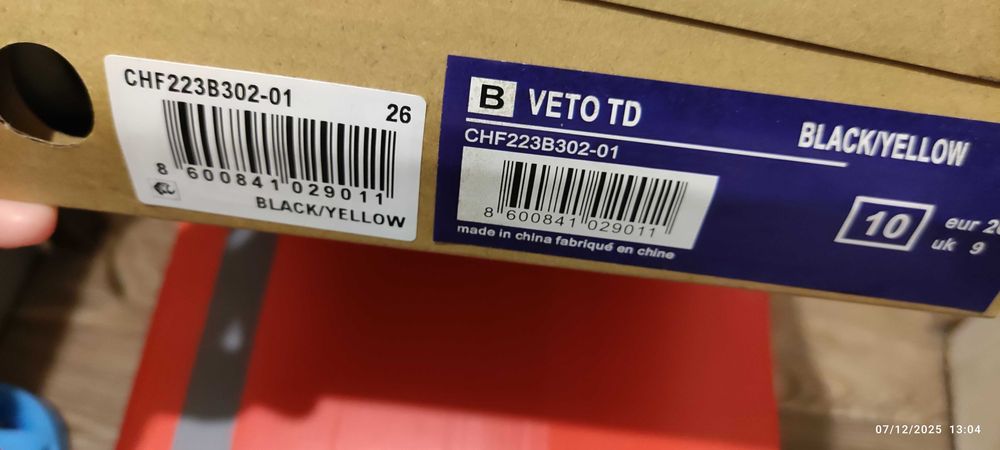 CHF223B302-01
26
8 600841 029011
BLACK/YELLOW
B VETO TD
BLACK/YELLOW
CHF223B302-01
8 600841 029011
made in china fabriqué en chine
10
eur
uk 9
07/12/2025 13:04